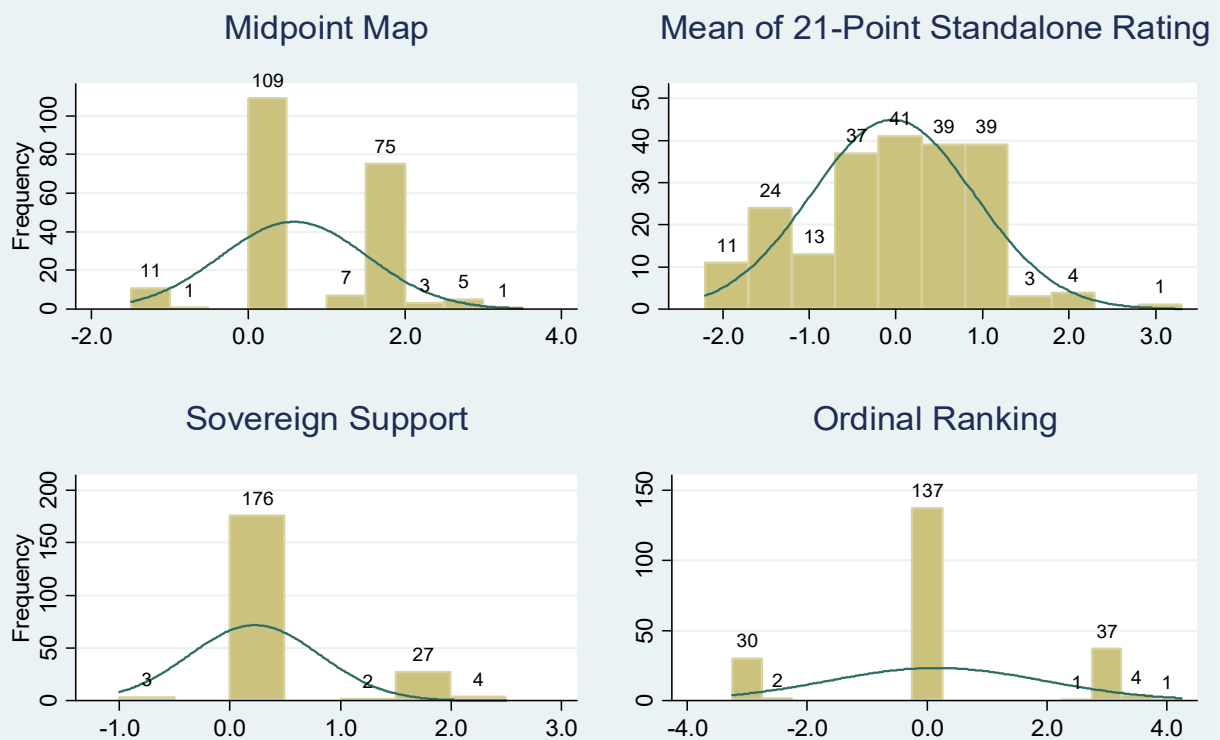 Midpoint Map
Frequency
0 20 40 60 80 100
11 1 109 7 75 3 5 1
-2.0 0.0 2.0 4.0
Mean of 21-Point Standalone Rating
0 10 20 30 40 50
11 24 13 37 41 39 39 3 4 1
-2.0 -1.0 0.0 1.0 2.0 3.0
Sovereign Support
Frequency
0 50 100 150 200
3 176 2 27 4
-1.0 0.0 1.0 2.0 3.0
Ordinal Ranking
0 50 100 150
30 2 137 1 37 4 1
-4.0 -2.0 0.0 2.0 4.0